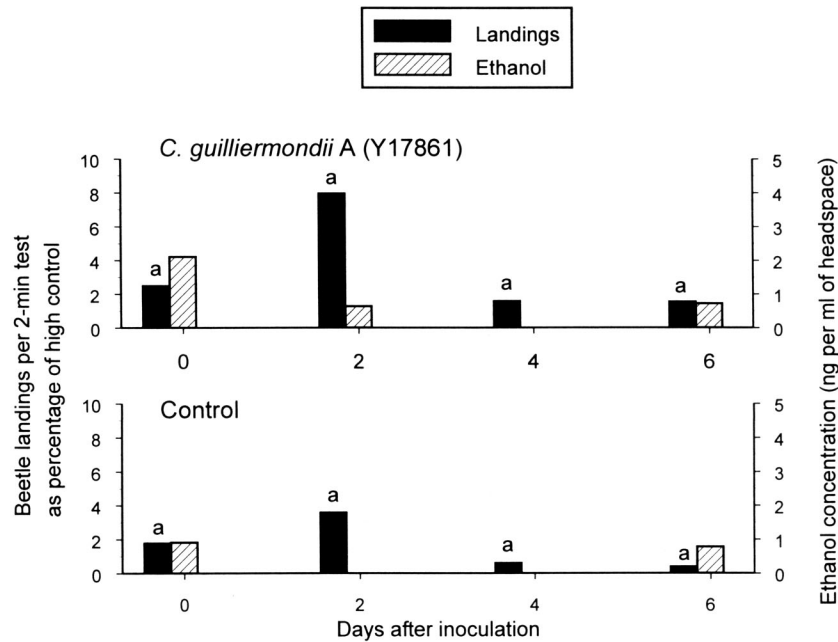 Landings
Ethanol
C. guilliermondii A (Y17861)
10
8
6
4
2
0
a
a
a
a
5
4
3
2
1
0
0
2
4
6
Control
10
8
6
4
2
0
a
a
a
a
5
4
3
2
1
0
0
2
4
6
Days after inoculation
Beetle landings per 2-min test
as percentage of high control
Ethanol concentration (ng per ml of headspace)